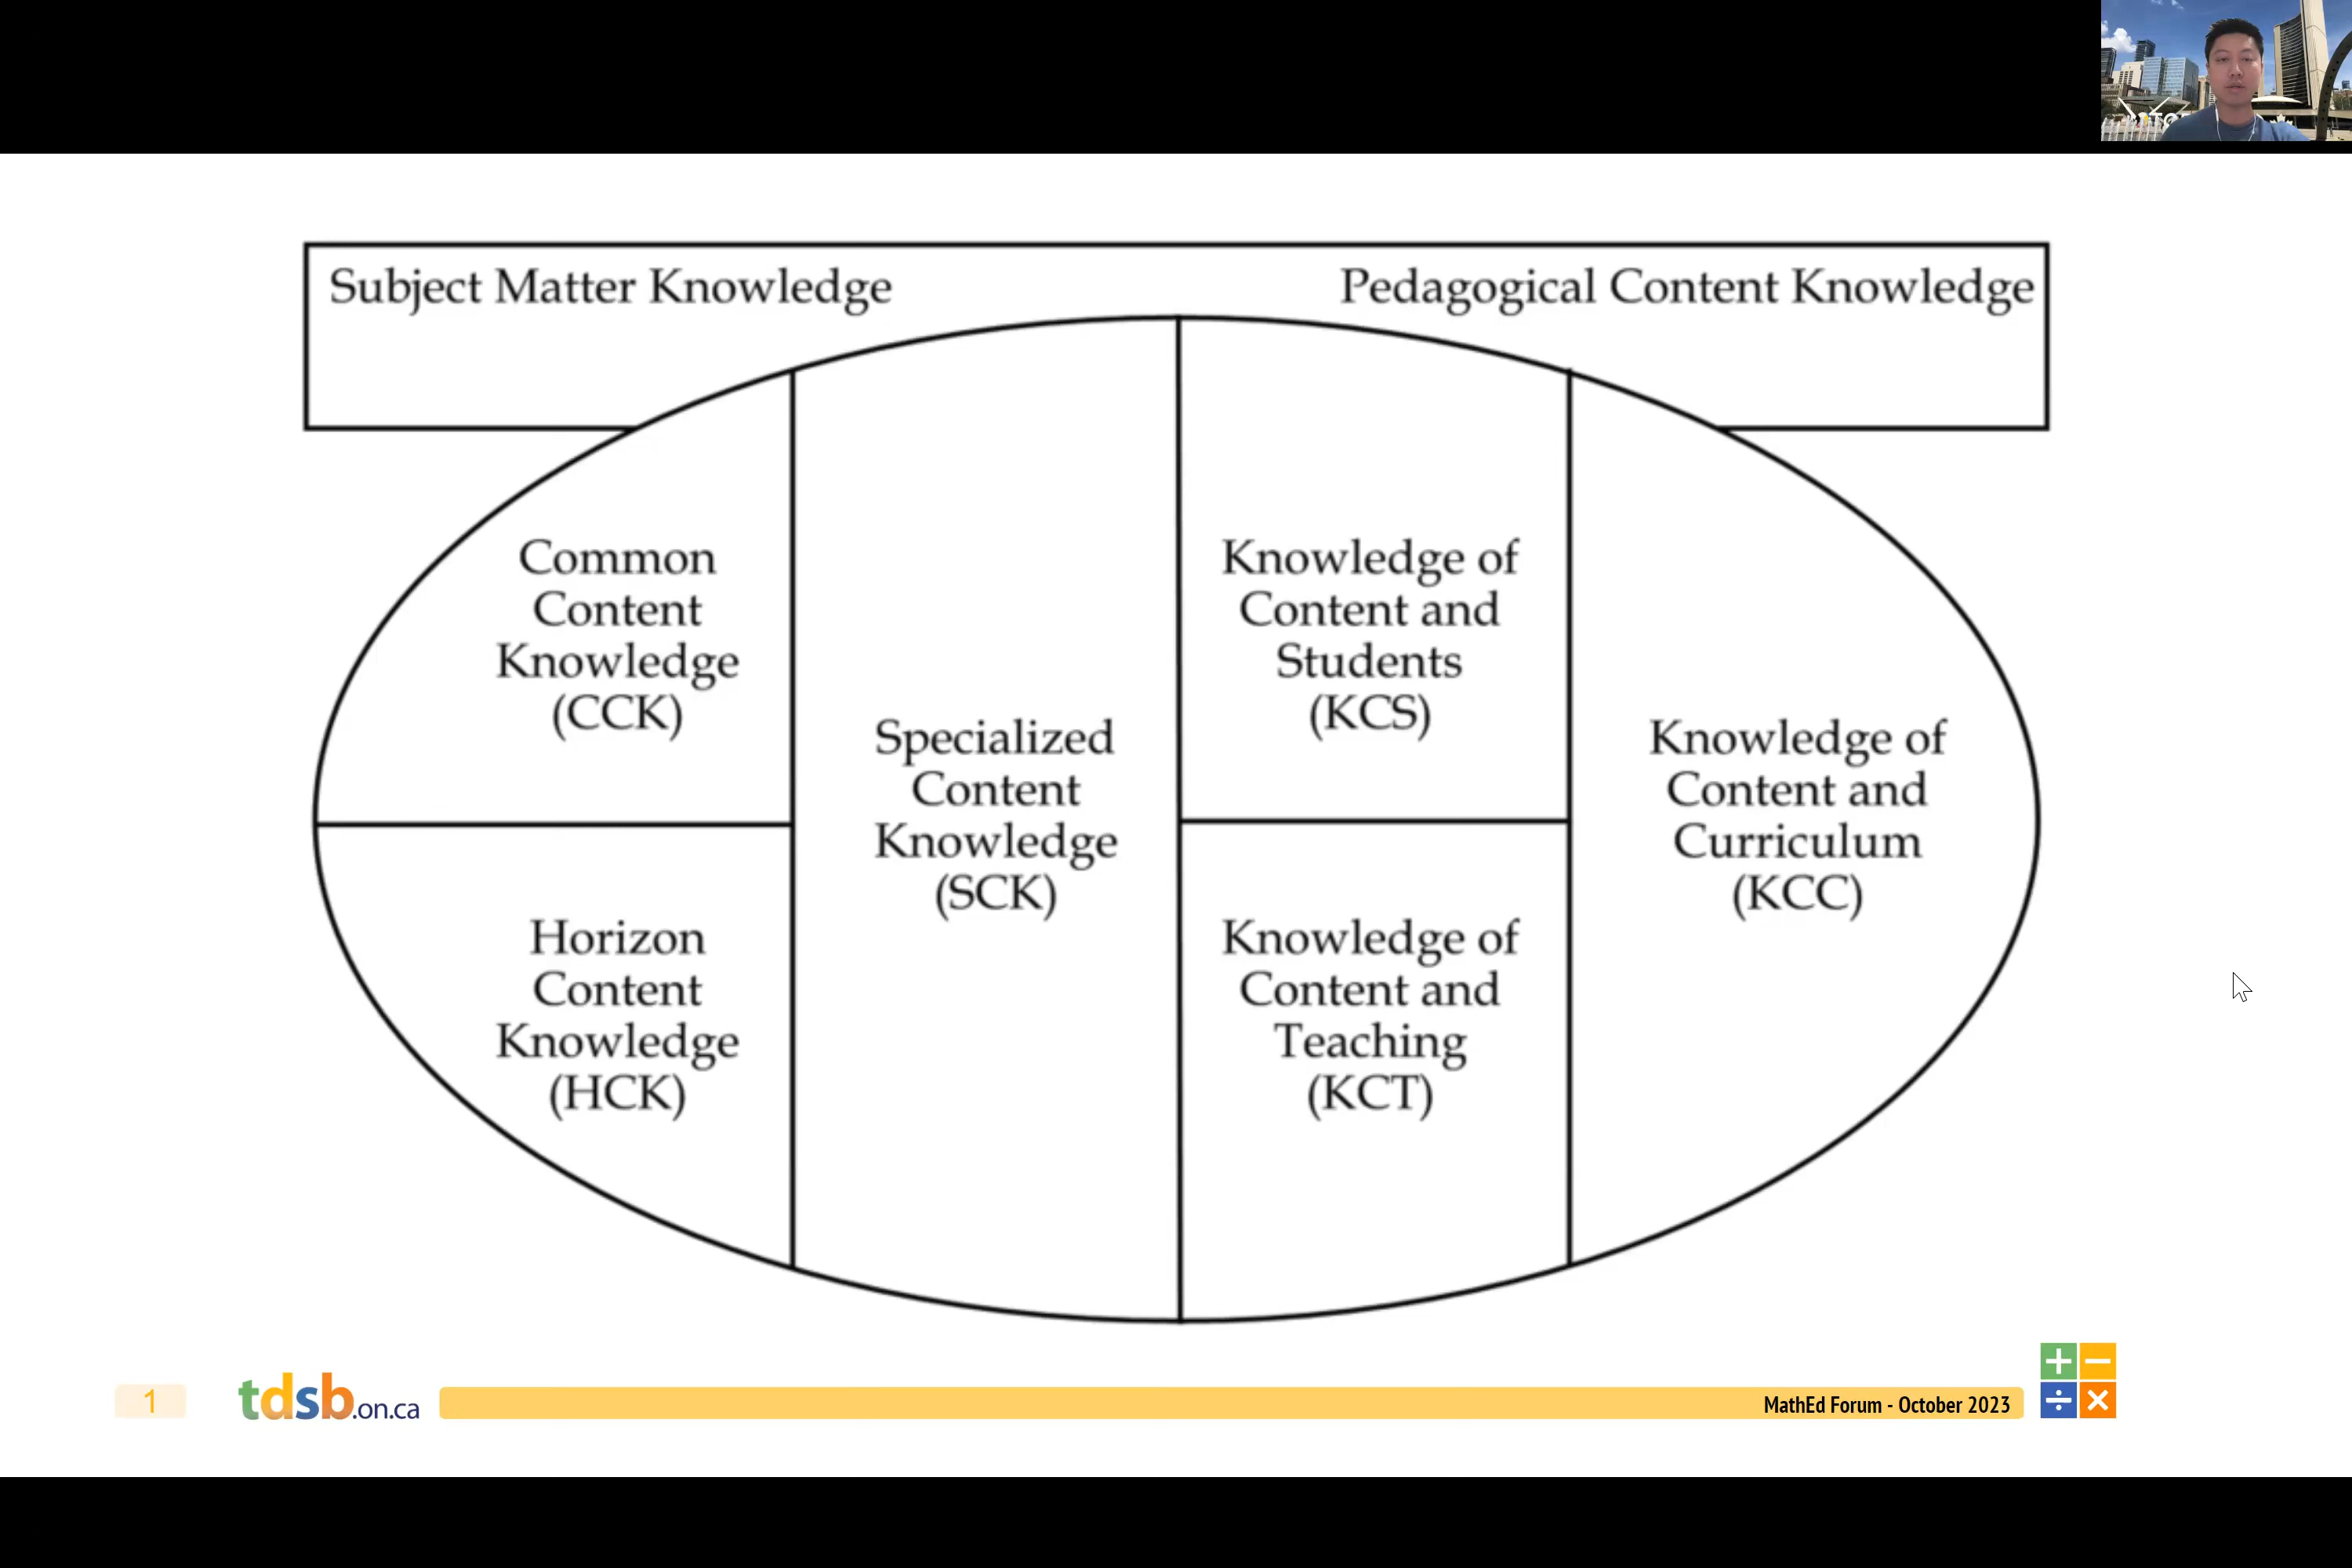 Subject Matter Knowledge
Pedagogical Content Knowledge
Common
Content
Knowledge
(CCK)
Horizon
Content
Knowledge
(HCK)
Specialized
Content
Knowledge
(SCK)
Knowledge of
Content and
Students
(KCS)
Knowledge of
Content and
Teaching
(KCT)
Knowledge of
Content and
Curriculum
(KCC)
1
tdsb.on.ca
MathEd Forum - October 2023
+ −
÷ ×